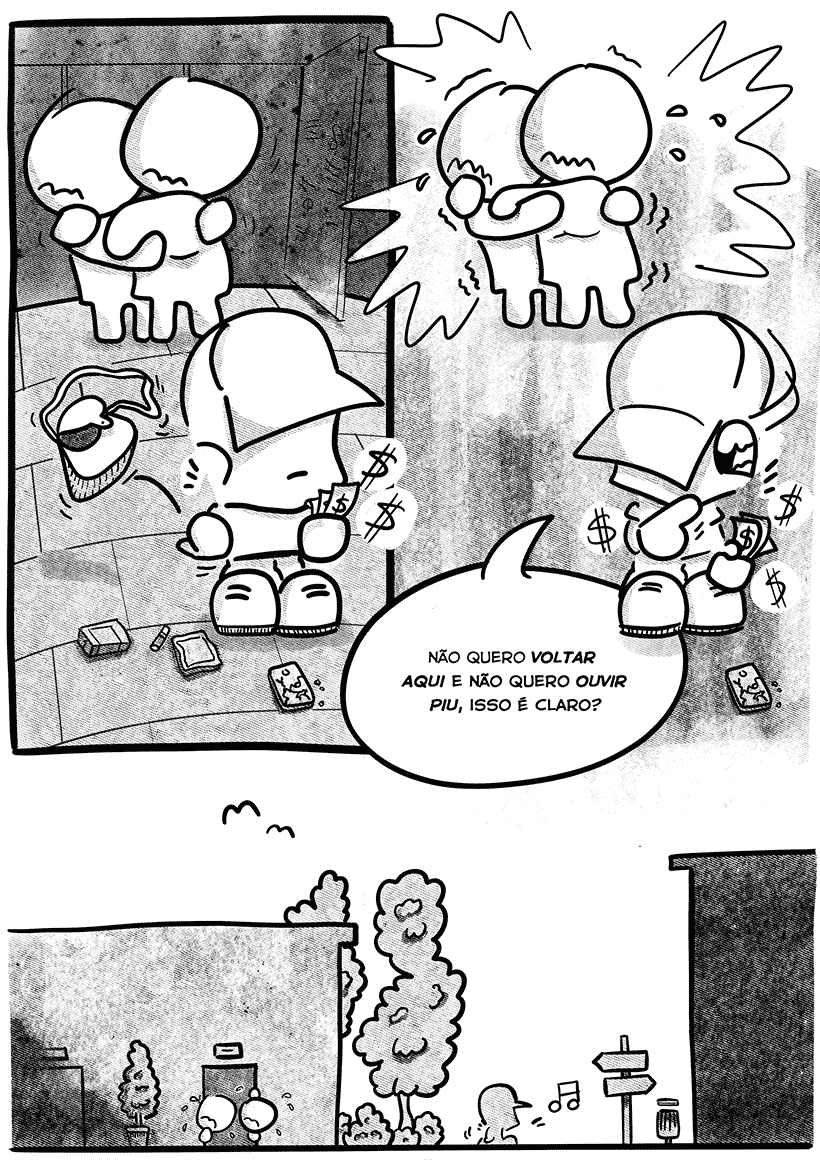 $
$
$
$
$
$
$
NÃO QUERO VOLTAR
AQUI E NÃO QUERO OUVIR
PIU, ISSO É CLARO?